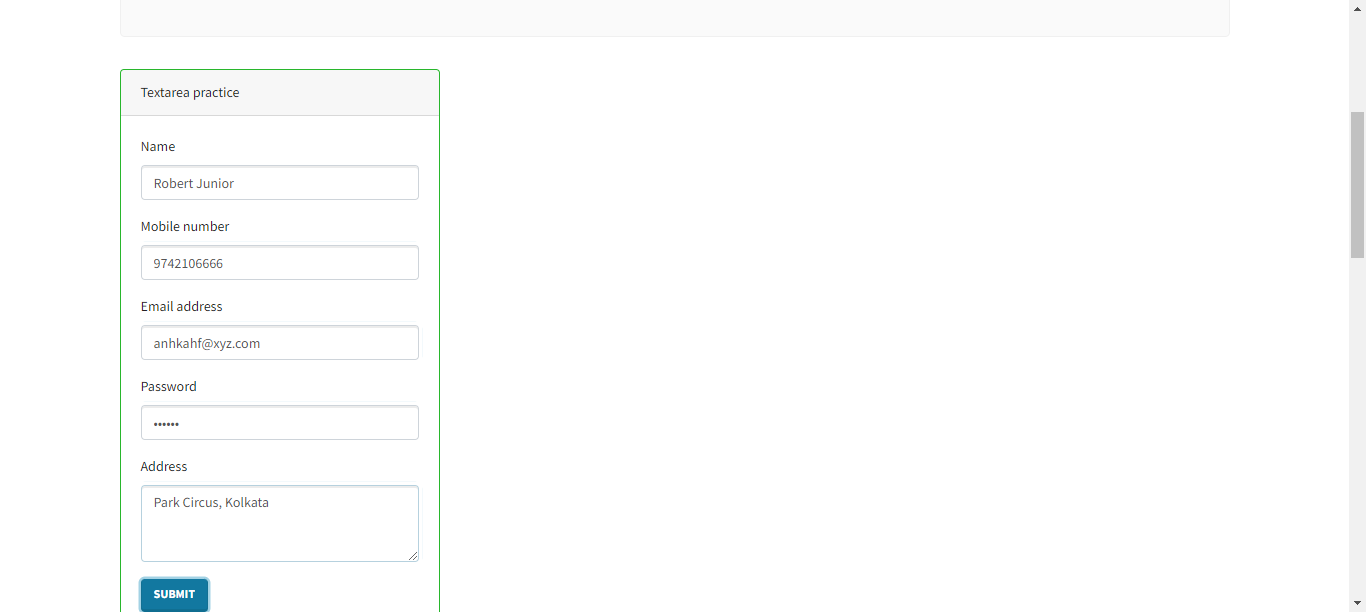 Textarea practice
Name
Robert Junior
Mobile number
9742106666
Email address
anhkahf@xyz.com
Password
••••••
Address
Park Circus, Kolkata
SUBMIT